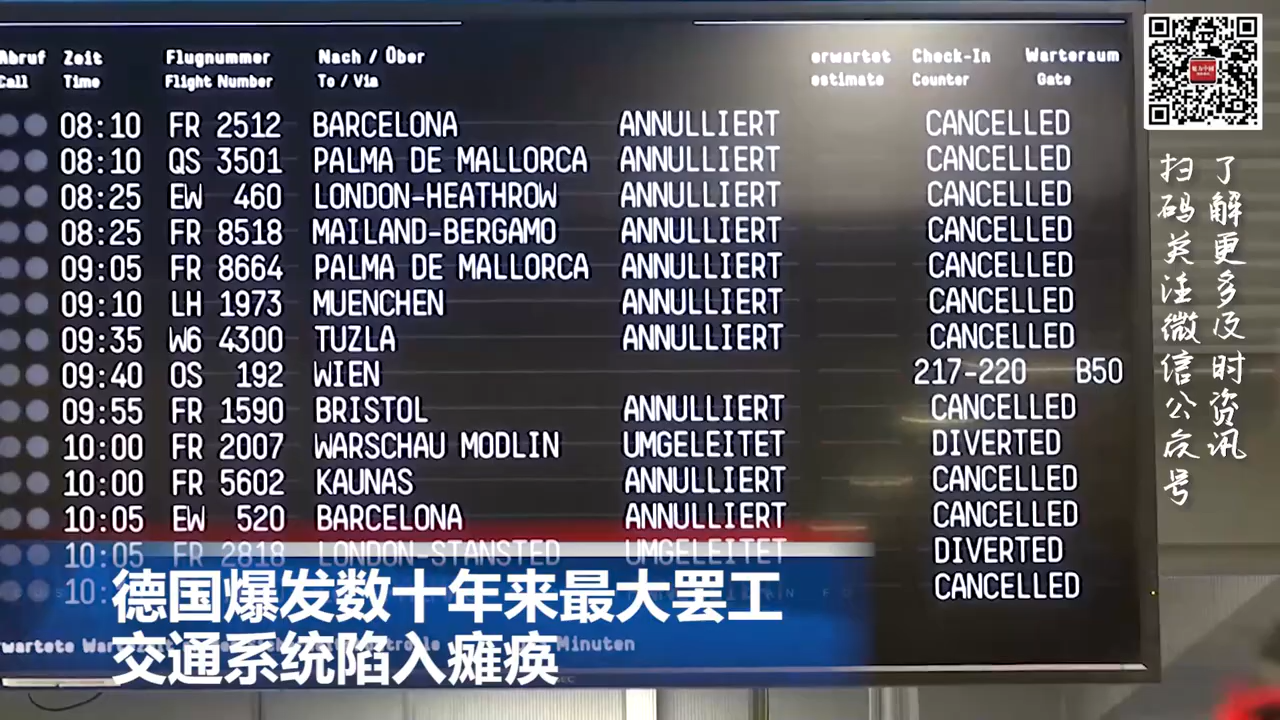 Abruf Zeit Flugnummer Nach / Über erwartet Check-In Warteraum
Call Time Flight Number To / Via estimate Counter Gate
08:10 FR 2512 BARCELONA ANNULLIERT CANCELLED
08:10 QS 3501 PALMA DE MALLORCA ANNULLIERT CANCELLED
08:25 EW 460 LONDON-HEATHROW ANNULLIERT CANCELLED
08:25 FR 8518 MAILAND-BERGAMO ANNULLIERT CANCELLED
09:05 FR 8664 PALMA DE MALLORCA ANNULLIERT CANCELLED
09:10 LH 1973 MUENCHEN ANNULLIERT CANCELLED
09:35 W6 4300 TUZLA ANNULLIERT CANCELLED
09:40 OS 192 WIEN 217-220 B50
09:55 FR 1590 BRISTOL ANNULLIERT CANCELLED
10:00 FR 2007 WARSCHAU MODLIN UMGELEITET DIVERTED
10:00 FR 5602 KAUNAS ANNULLIERT CANCELLED
10:05 EW 520 BARCELONA ANNULLIERT CANCELLED
10:05 FR 2818 LONDON-STANSTED UMGELEITET DIVERTED
10: CANCELLED
Minuten
德国爆发数十年来最大罢工
交通系统陷入瘫痪
了解更多及时资讯
扫码关注微信公众号